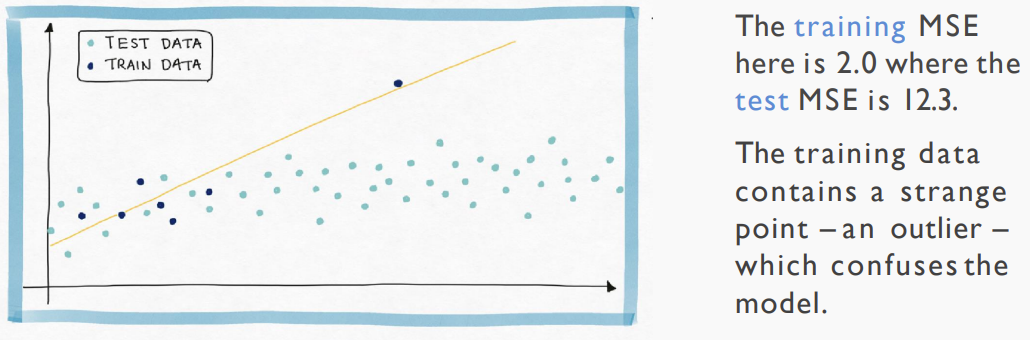 TEST DATA
TRAIN DATA
The training MSE
here is 2.0 where the
test MSE is 12.3.
The training data
contains a strange
point – an outlier –
which confuses the
model.